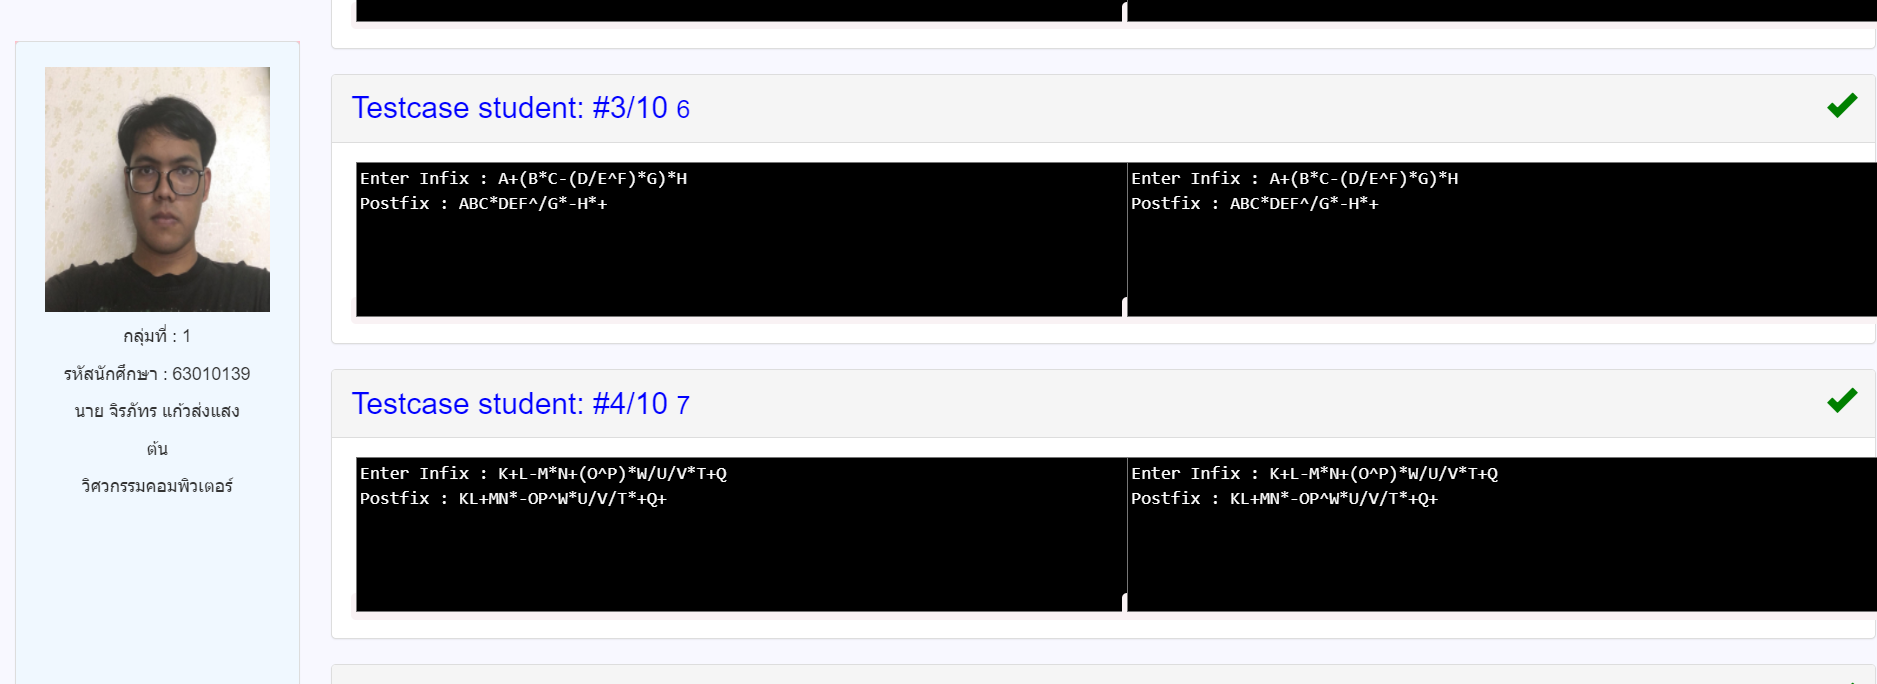 กลุ่มที่ : 1
รหัสนักศึกษา : 63010139
นาย จิรภัทร แก้วส่งแสง
ต้น
วิศวกรรมคอมพิวเตอร์
Testcase student: #3/10 6
Enter Infix : A+(B*C-(D/E^F)*G)*H
Postfix : ABC*DEF^/G*-H*+
Enter Infix : A+(B*C-(D/E^F)*G)*H
Postfix : ABC*DEF^/G*-H*+
Testcase student: #4/10 7
Enter Infix : K+L-M*N+(O^P)*W/U/V*T+Q
Postfix : KL+MN*-OP^W*U/V/T*+Q+
Enter Infix : K+L-M*N+(O^P)*W/U/V*T+Q
Postfix : KL+MN*-OP^W*U/V/T*+Q+